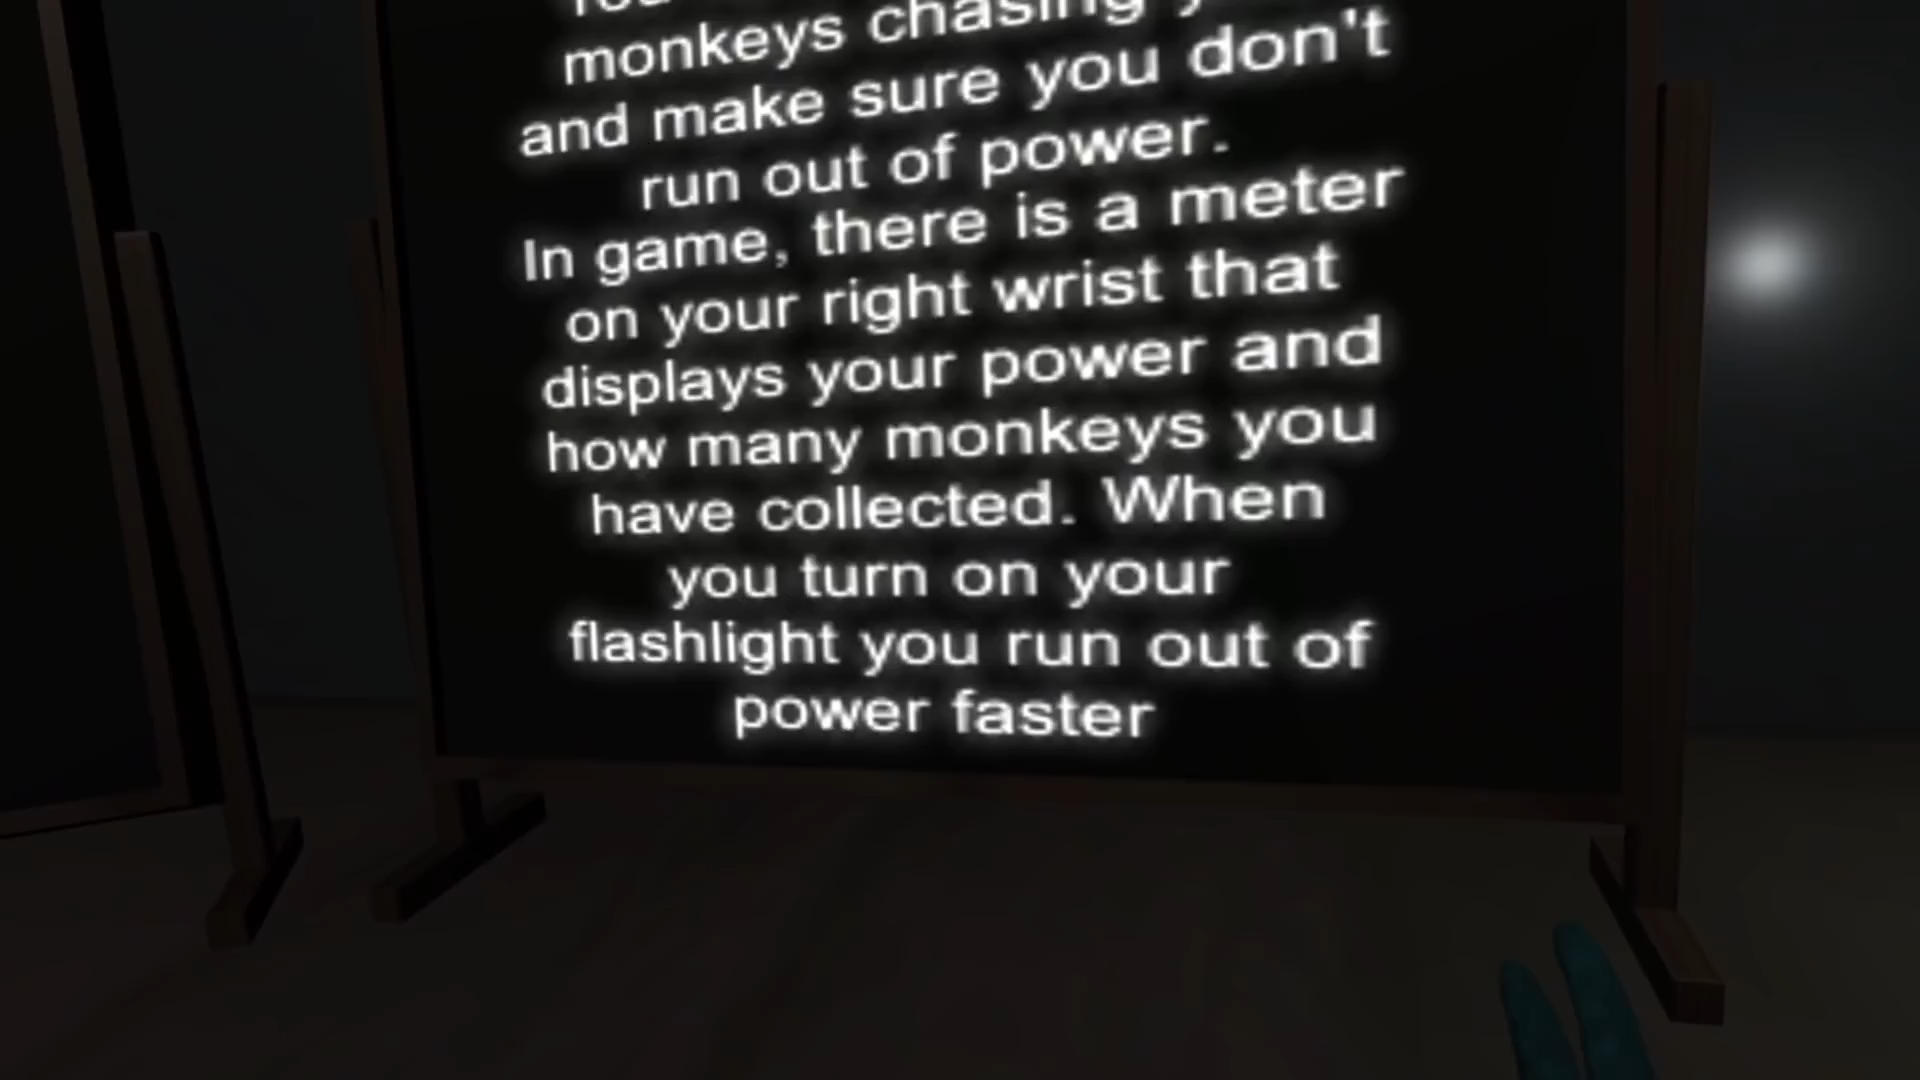 monkeys chasing
and make sure you don't
run out of power.
In game, there is a meter
on your right wrist that
displays your power and
how many monkeys you
have collected. When
you turn on your
flashlight you run out of
power faster